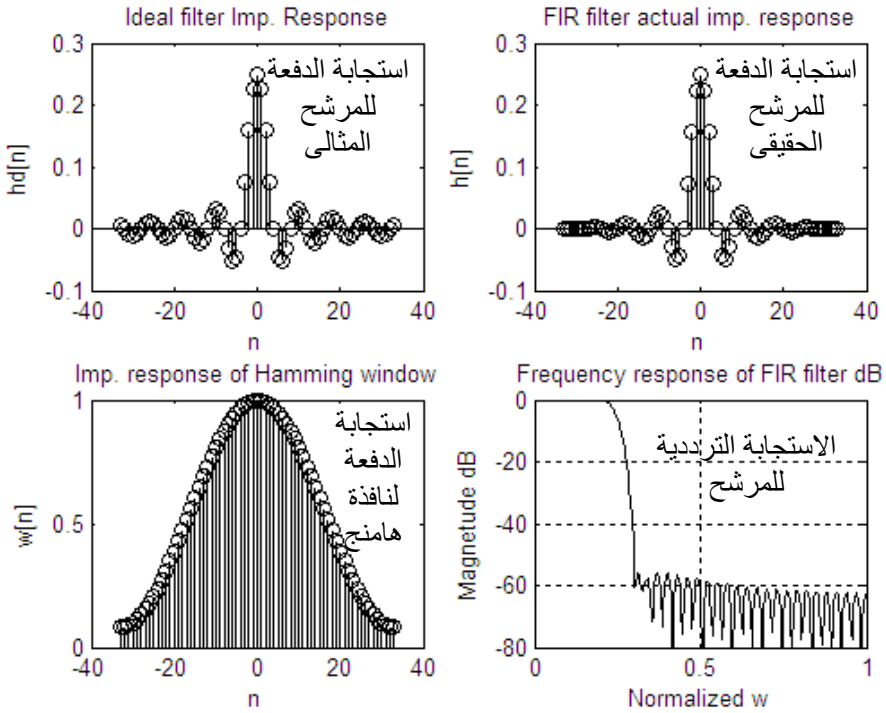 Ideal filter Imp. Response
0.3
0.2
0.1
0
-0.1
-40
-20
0
20
40
hd[n]
n
استجابة الدفعة
للمرشح
المثالى
FIR filter actual imp. response
0.3
0.2
0.1
0
-0.1
-40
-20
0
20
40
h[n]
n
استجابة الدفعة
للمرشح
الحقيقى
Imp. response of Hamming window
1
0.5
0
-40
-20
0
20
40
w[n]
n
استجابة
الدفعة
لنافذة
هامنج
Frequency response of FIR filter dB
0
-20
-40
-60
-80
0
0.5
1
Magnetude dB
Normalized w
الاستجابة الترددية
للمرشح